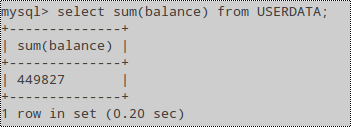 mysql> select sum(balance) from USERDATA;
+--------------+
| sum(balance) |
+--------------+
| 449827       |
+--------------+
1 row in set (0.20 sec)